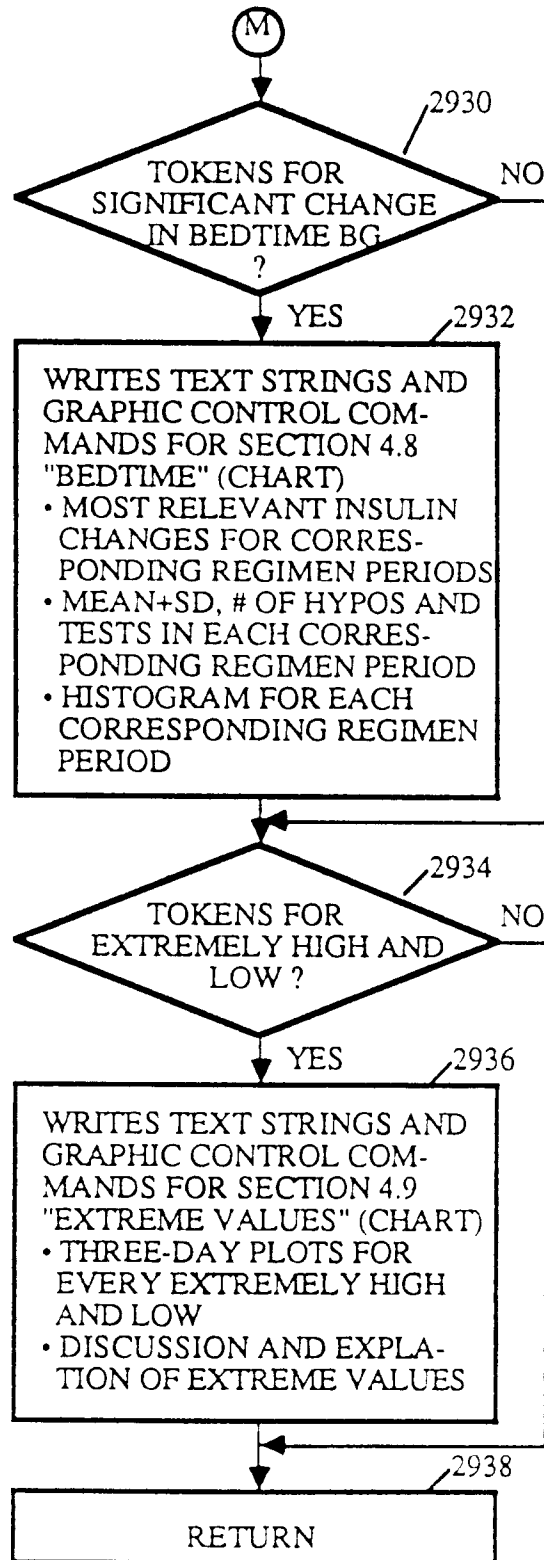 M
2930
TOKENS FOR
SIGNIFICANT CHANGE
IN BEDTIME BG
?
NO
YES
2932
WRITES TEXT STRINGS AND
GRAPHIC CONTROL COM-
MANDS FOR SECTION 4.8
"BEDTIME" (CHART)
• MOST RELEVANT INSULIN
CHANGES FOR CORRES-
PONDING REGIMEN PERIODS
• MEAN+SD, # OF HYPOS AND
TESTS IN EACH CORRES-
PONDING REGIMEN PERIOD
• HISTOGRAM FOR EACH
CORRESPONDING REGIMEN
PERIOD
2934
TOKENS FOR
EXTREMELY HIGH AND
LOW ?
NO
YES
2936
WRITES TEXT STRINGS AND
GRAPHIC CONTROL COM-
MANDS FOR SECTION 4.9
"EXTREME VALUES" (CHART)
• THREE-DAY PLOTS FOR
EVERY EXTREMELY HIGH
AND LOW
• DISCUSSION AND EXPLA-
TION OF EXTREME VALUES
2938
RETURN